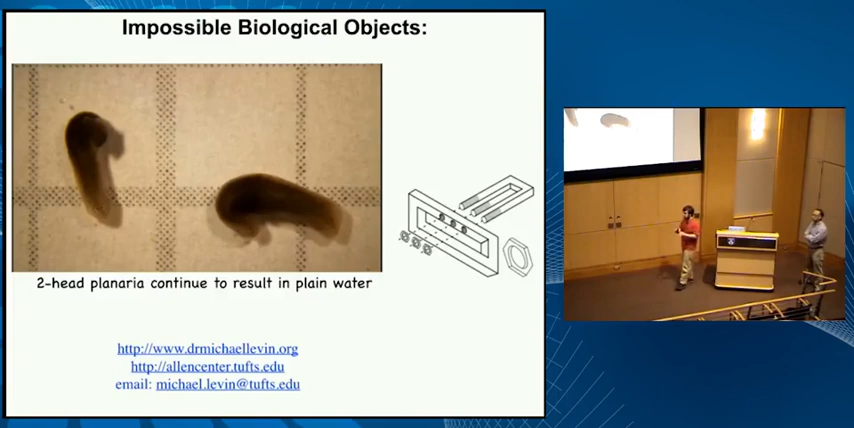 Impossible Biological Objects:
2-head planaria continue to result in plain water
http://www.drmichaellevin.org
http://allencenter.tufts.edu
email: michael.levin@tufts.edu